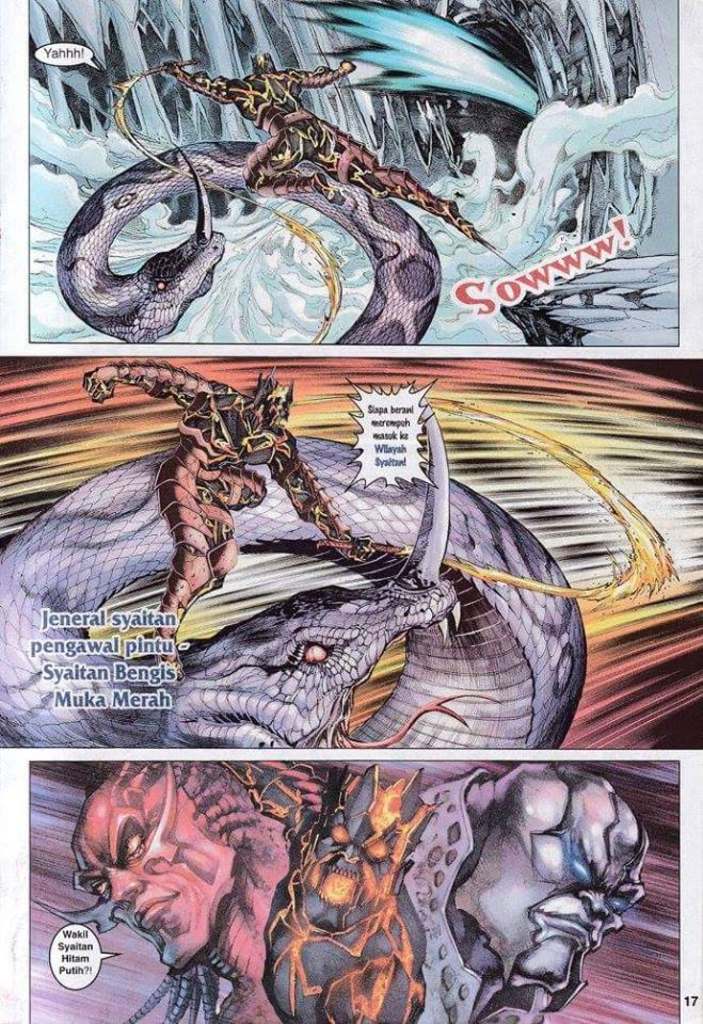 Yahhh!
Sowww!
Siapa berani
merempuh
masuk ke
Wilayah
Syaitan!
Jeneral syaitan
pengawal pintu -
Syaitan Bengis
Muka Merah
Wakil
Syaitan
Hitam
Putih?!
17